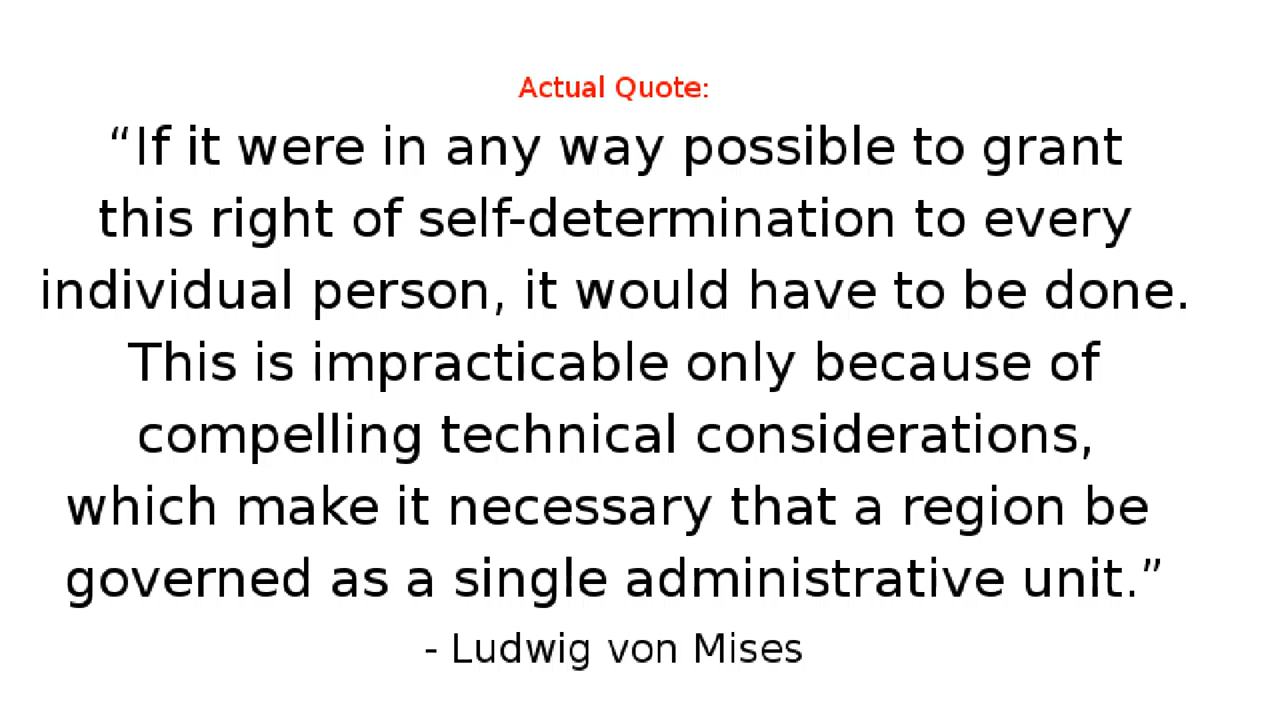 Actual Quote:
“If it were in any way possible to grant
this right of self-determination to every
individual person, it would have to be done.
This is impracticable only because of
compelling technical considerations,
which make it necessary that a region be
governed as a single administrative unit.”
- Ludwig von Mises